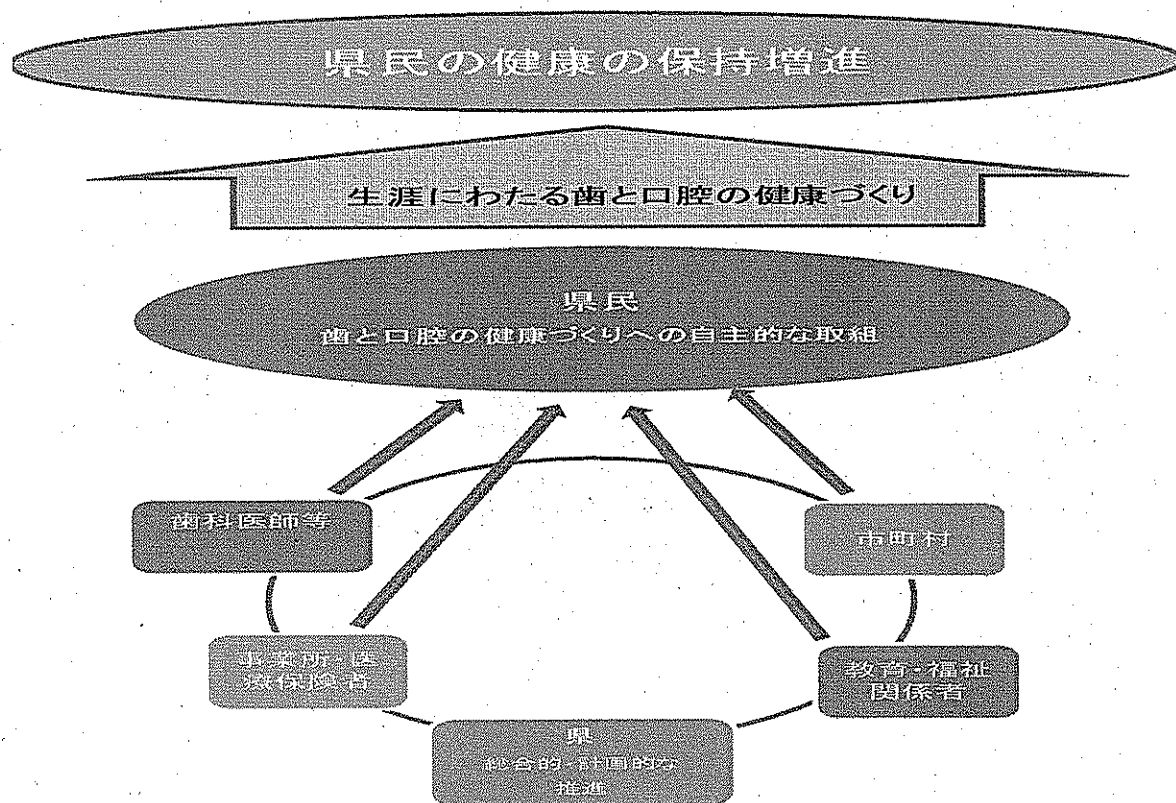 県民の健康の保持増進
生涯にわたる歯と口腔の健康づくり
県民
歯と口腔の健康づくりへの自主的な取組
歯科医師等
市町村
事業所・医
療保険者
教育・福祉
関係者
県
総合的・計画的な
推進